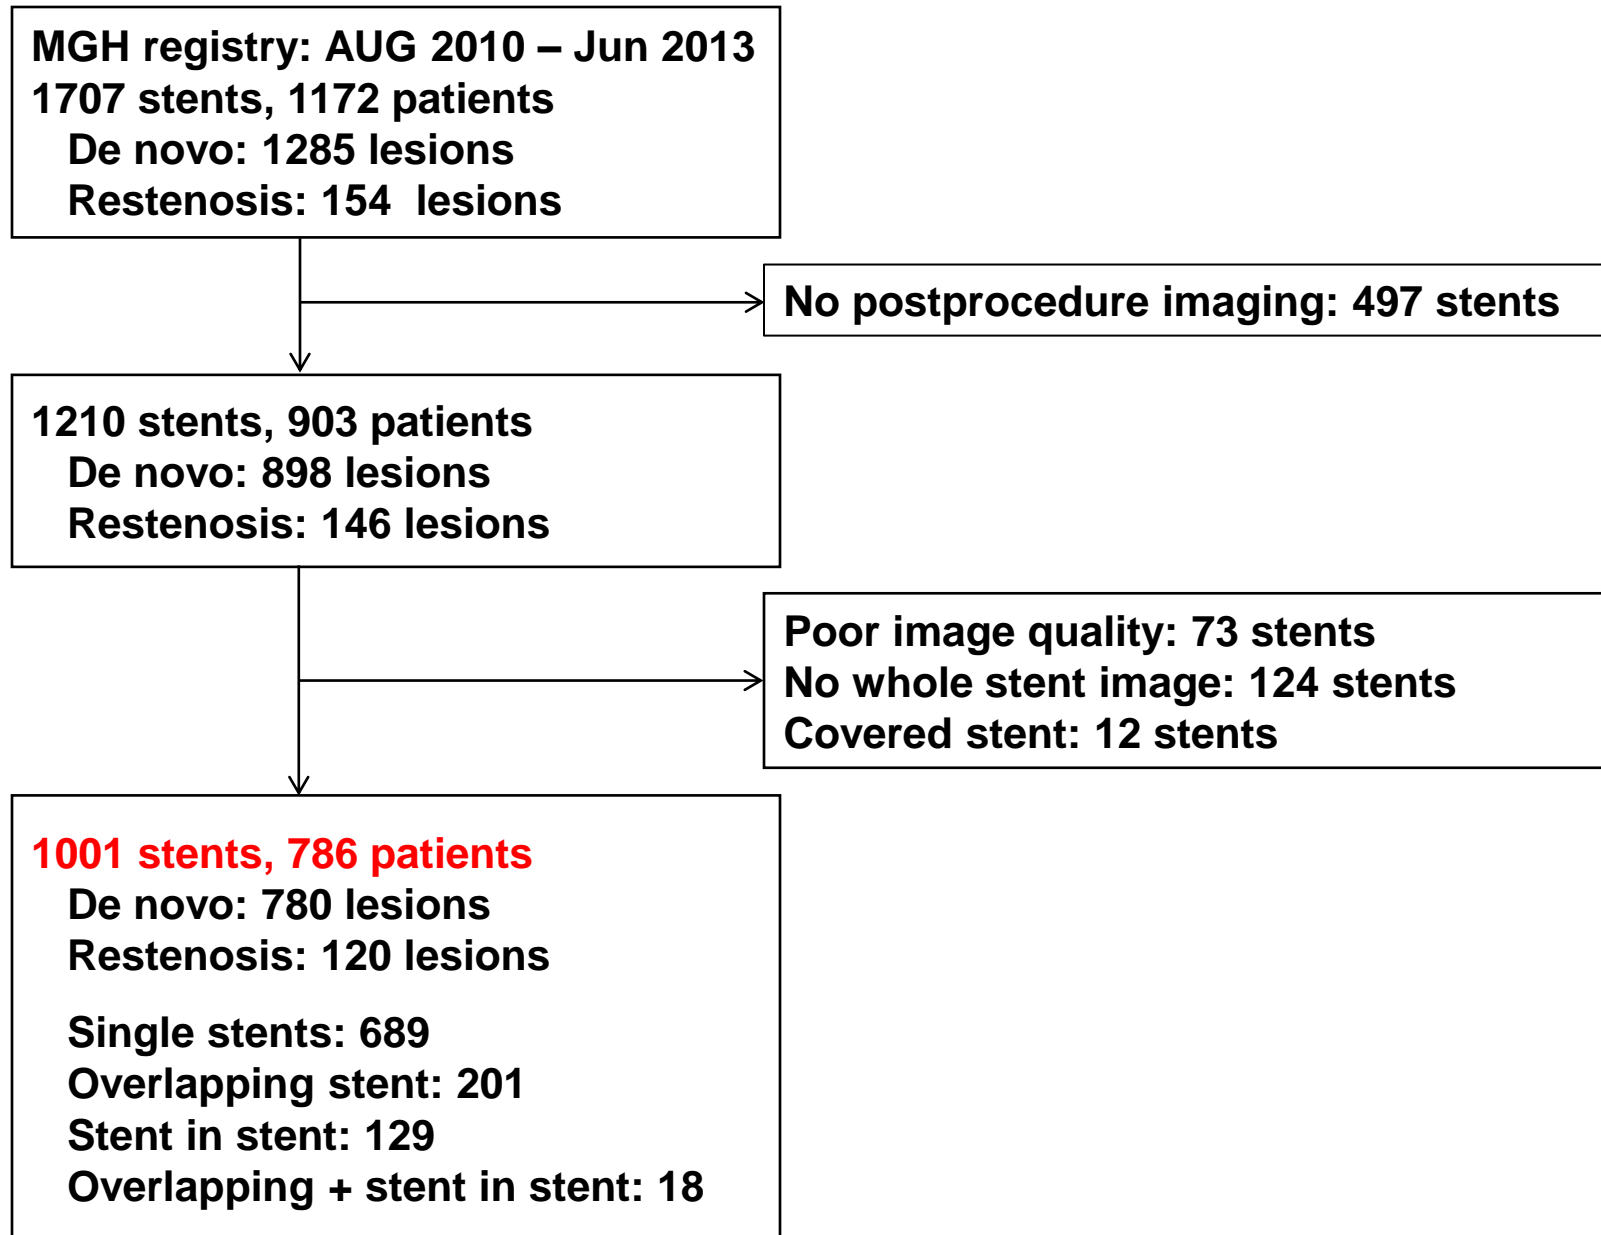 MGH registry: AUG 2010 – Jun 2013
1707 stents, 1172 patients
De novo: 1285 lesions
Restenosis: 154 lesions
No postprocedure imaging: 497 stents
1210 stents, 903 patients
De novo: 898 lesions
Restenosis: 146 lesions
Poor image quality: 73 stents
No whole stent image: 124 stents
Covered stent: 12 stents
1001 stents, 786 patients
De novo: 780 lesions
Restenosis: 120 lesions
Single stents: 689
Overlapping stent: 201
Stent in stent: 129
Overlapping + stent in stent: 18